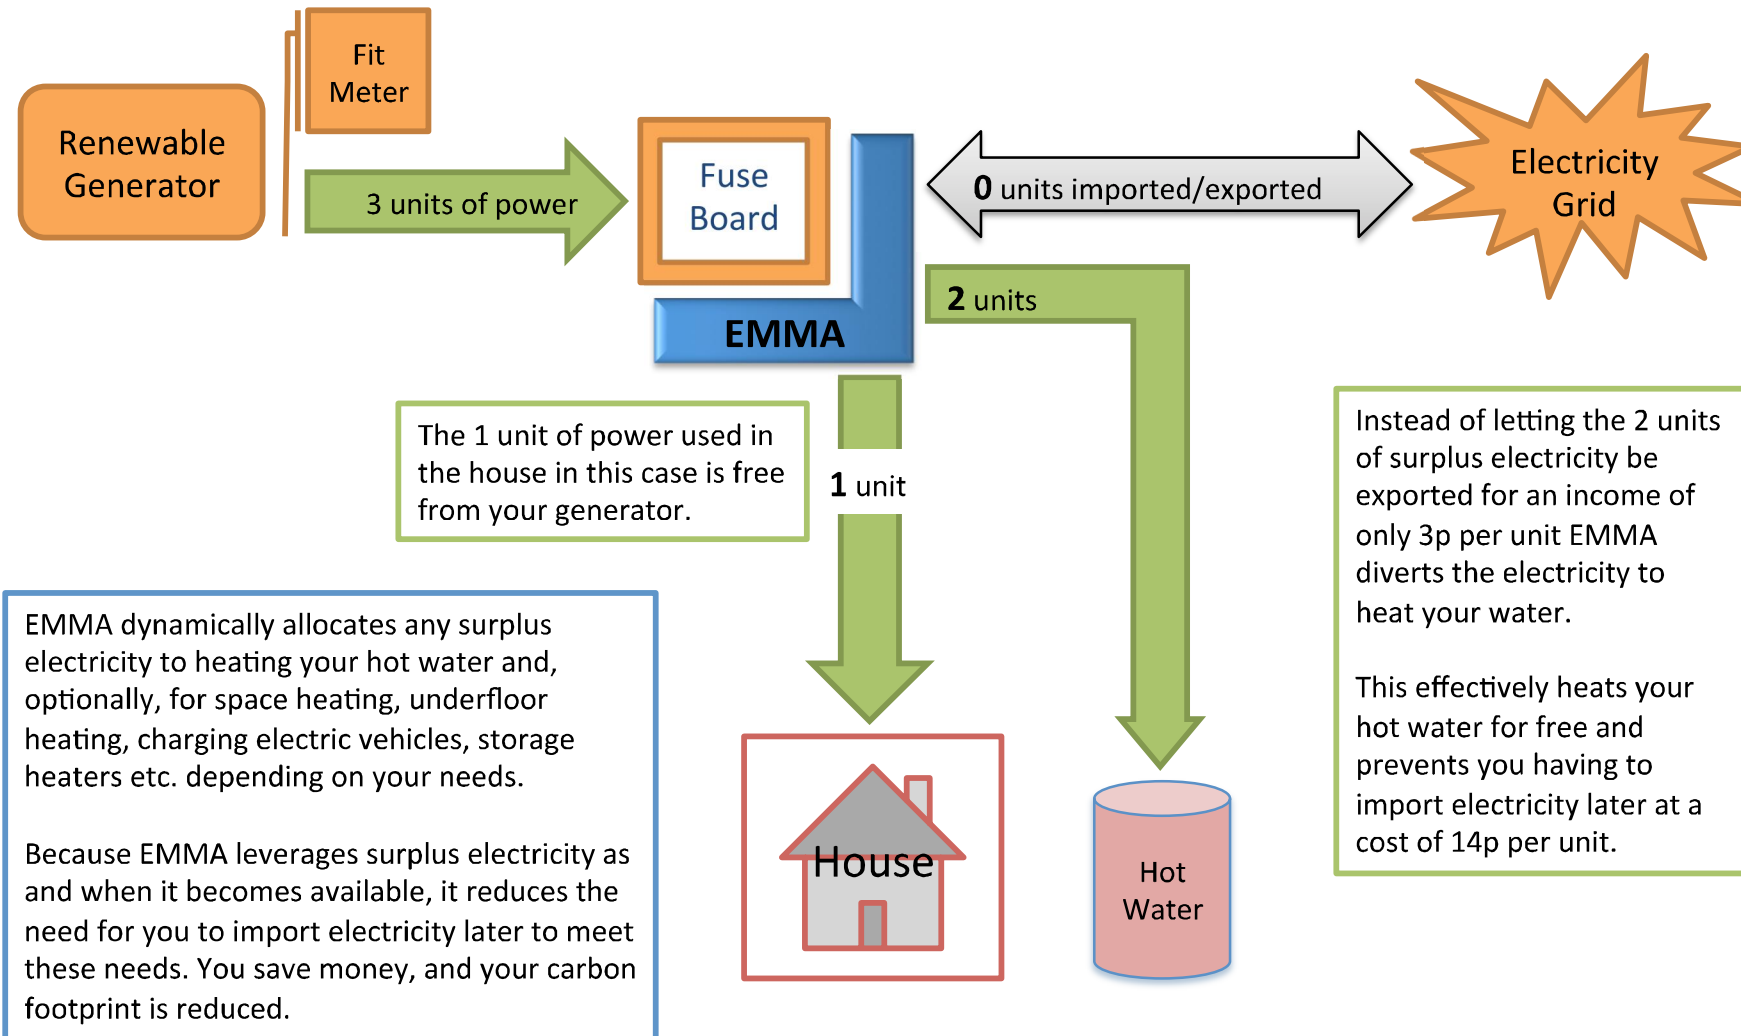 Fit
Meter
Renewable
Generator
3 units of power
Fuse
Board
EMMA
0 units imported/exported
Electricity
Grid
2 units
The 1 unit of power used in
the house in this case is free
from your generator.
1 unit
Instead of letting the 2 units
of surplus electricity be
exported for an income of
only 3p per unit EMMA
diverts the electricity to
heat your water.
This effectively heats your
hot water for free and
prevents you having to
import electricity later at a
cost of 14p per unit.
EMMA dynamically allocates any surplus
electricity to heating your hot water and,
optionally, for space heating, underfloor
heating, charging electric vehicles, storage
heaters etc. depending on your needs.
Because EMMA leverages surplus electricity as
and when it becomes available, it reduces the
need for you to import electricity later to meet
these needs. You save money, and your carbon
footprint is reduced.
House
Hot
Water